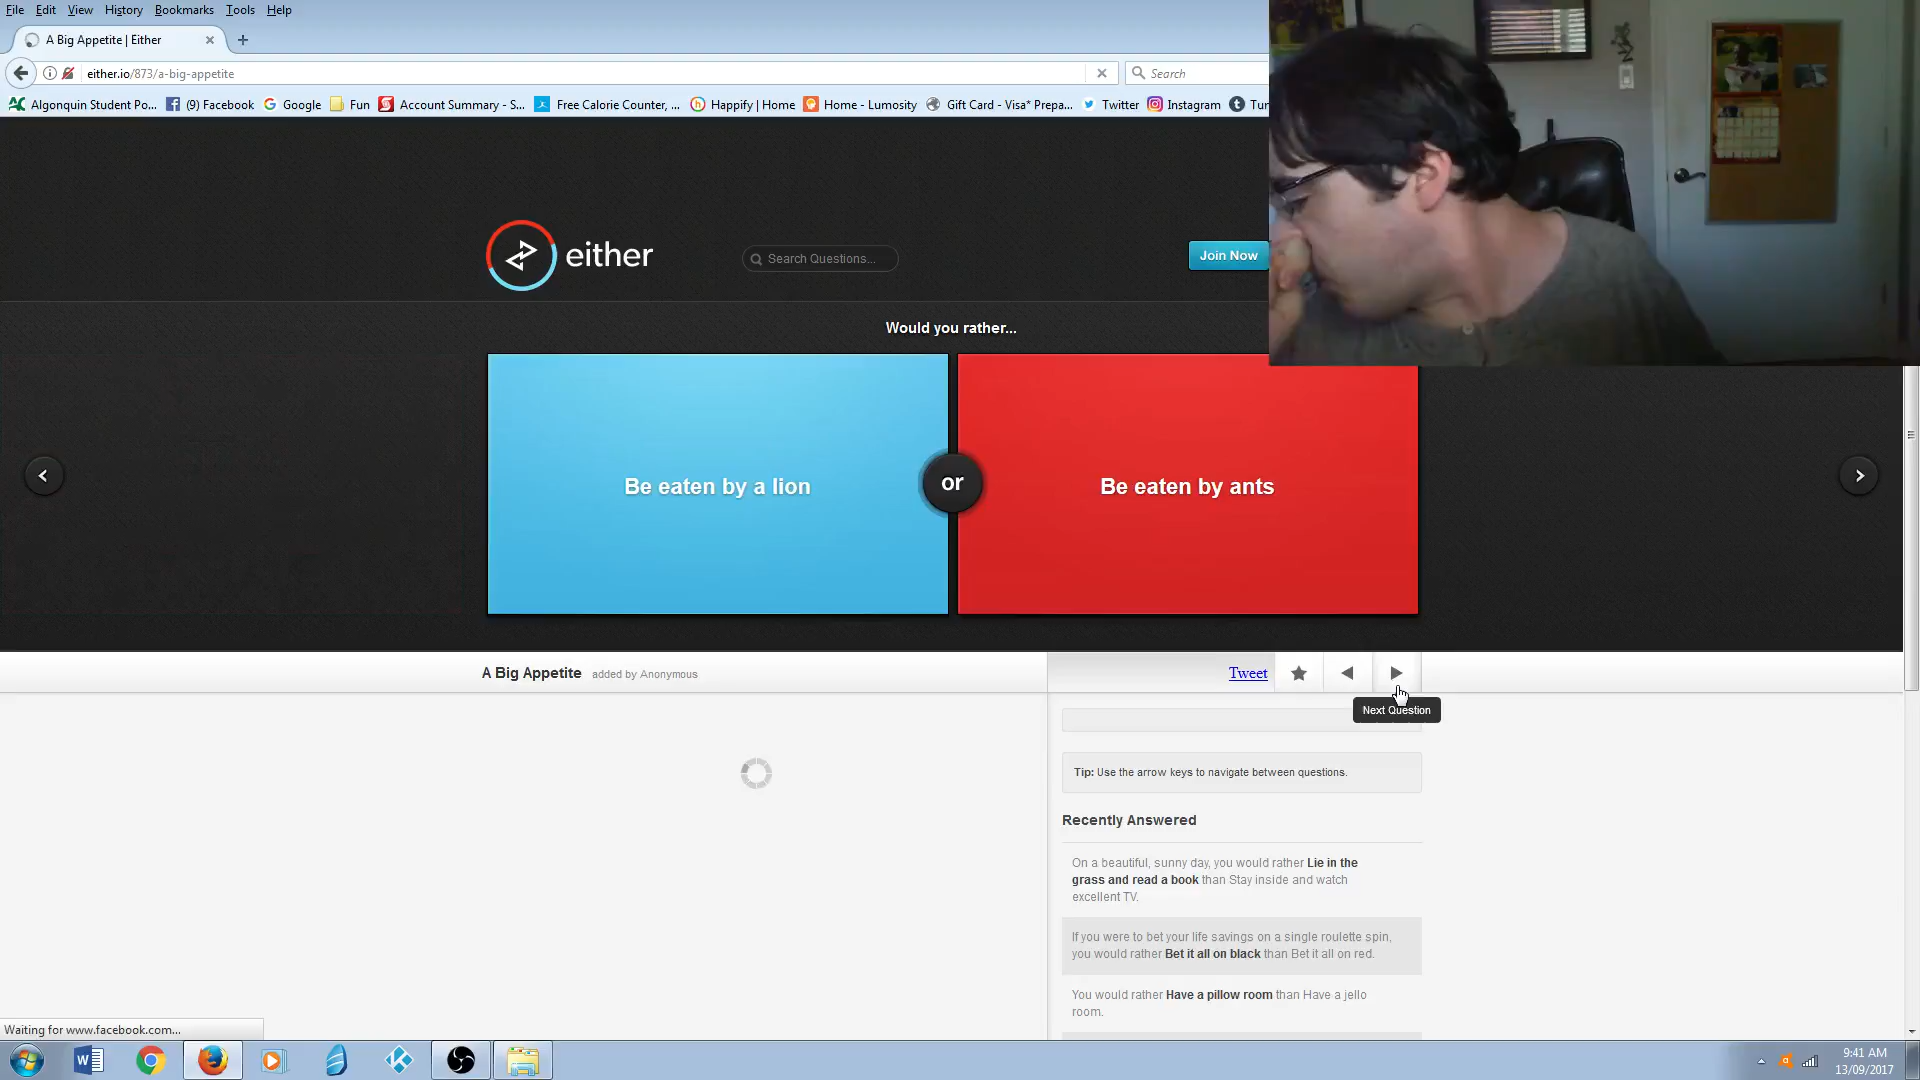 File Edit View History Bookmarks Tools Help
A Big Appetite | Either
either.io/873/a-big-appetite
Search
Algonquin Student Po...
(9) Facebook
Google
Fun
Account Summary - S...
Free Calorie Counter, ...
Happify | Home
Home - Lumosity
Gift Card - Visa* Prepa...
Twitter
Instagram
either
Search Questions...
Join Now
Would you rather...
Be eaten by a lion
or
Be eaten by ants
A Big Appetite added by Anonymous
Tweet
Next Question
Tip: Use the arrow keys to navigate between questions.
Recently Answered
On a beautiful, sunny day, you would rather Lie in the
grass and read a book than Stay inside and watch
excellent TV.
If you were to bet your life savings on a single roulette spin,
you would rather Bet it all on black than Bet it all on red.
You would rather Have a pillow room than Have a jello
room.
Waiting for www.facebook.com...
9:41 AM
13/09/2017